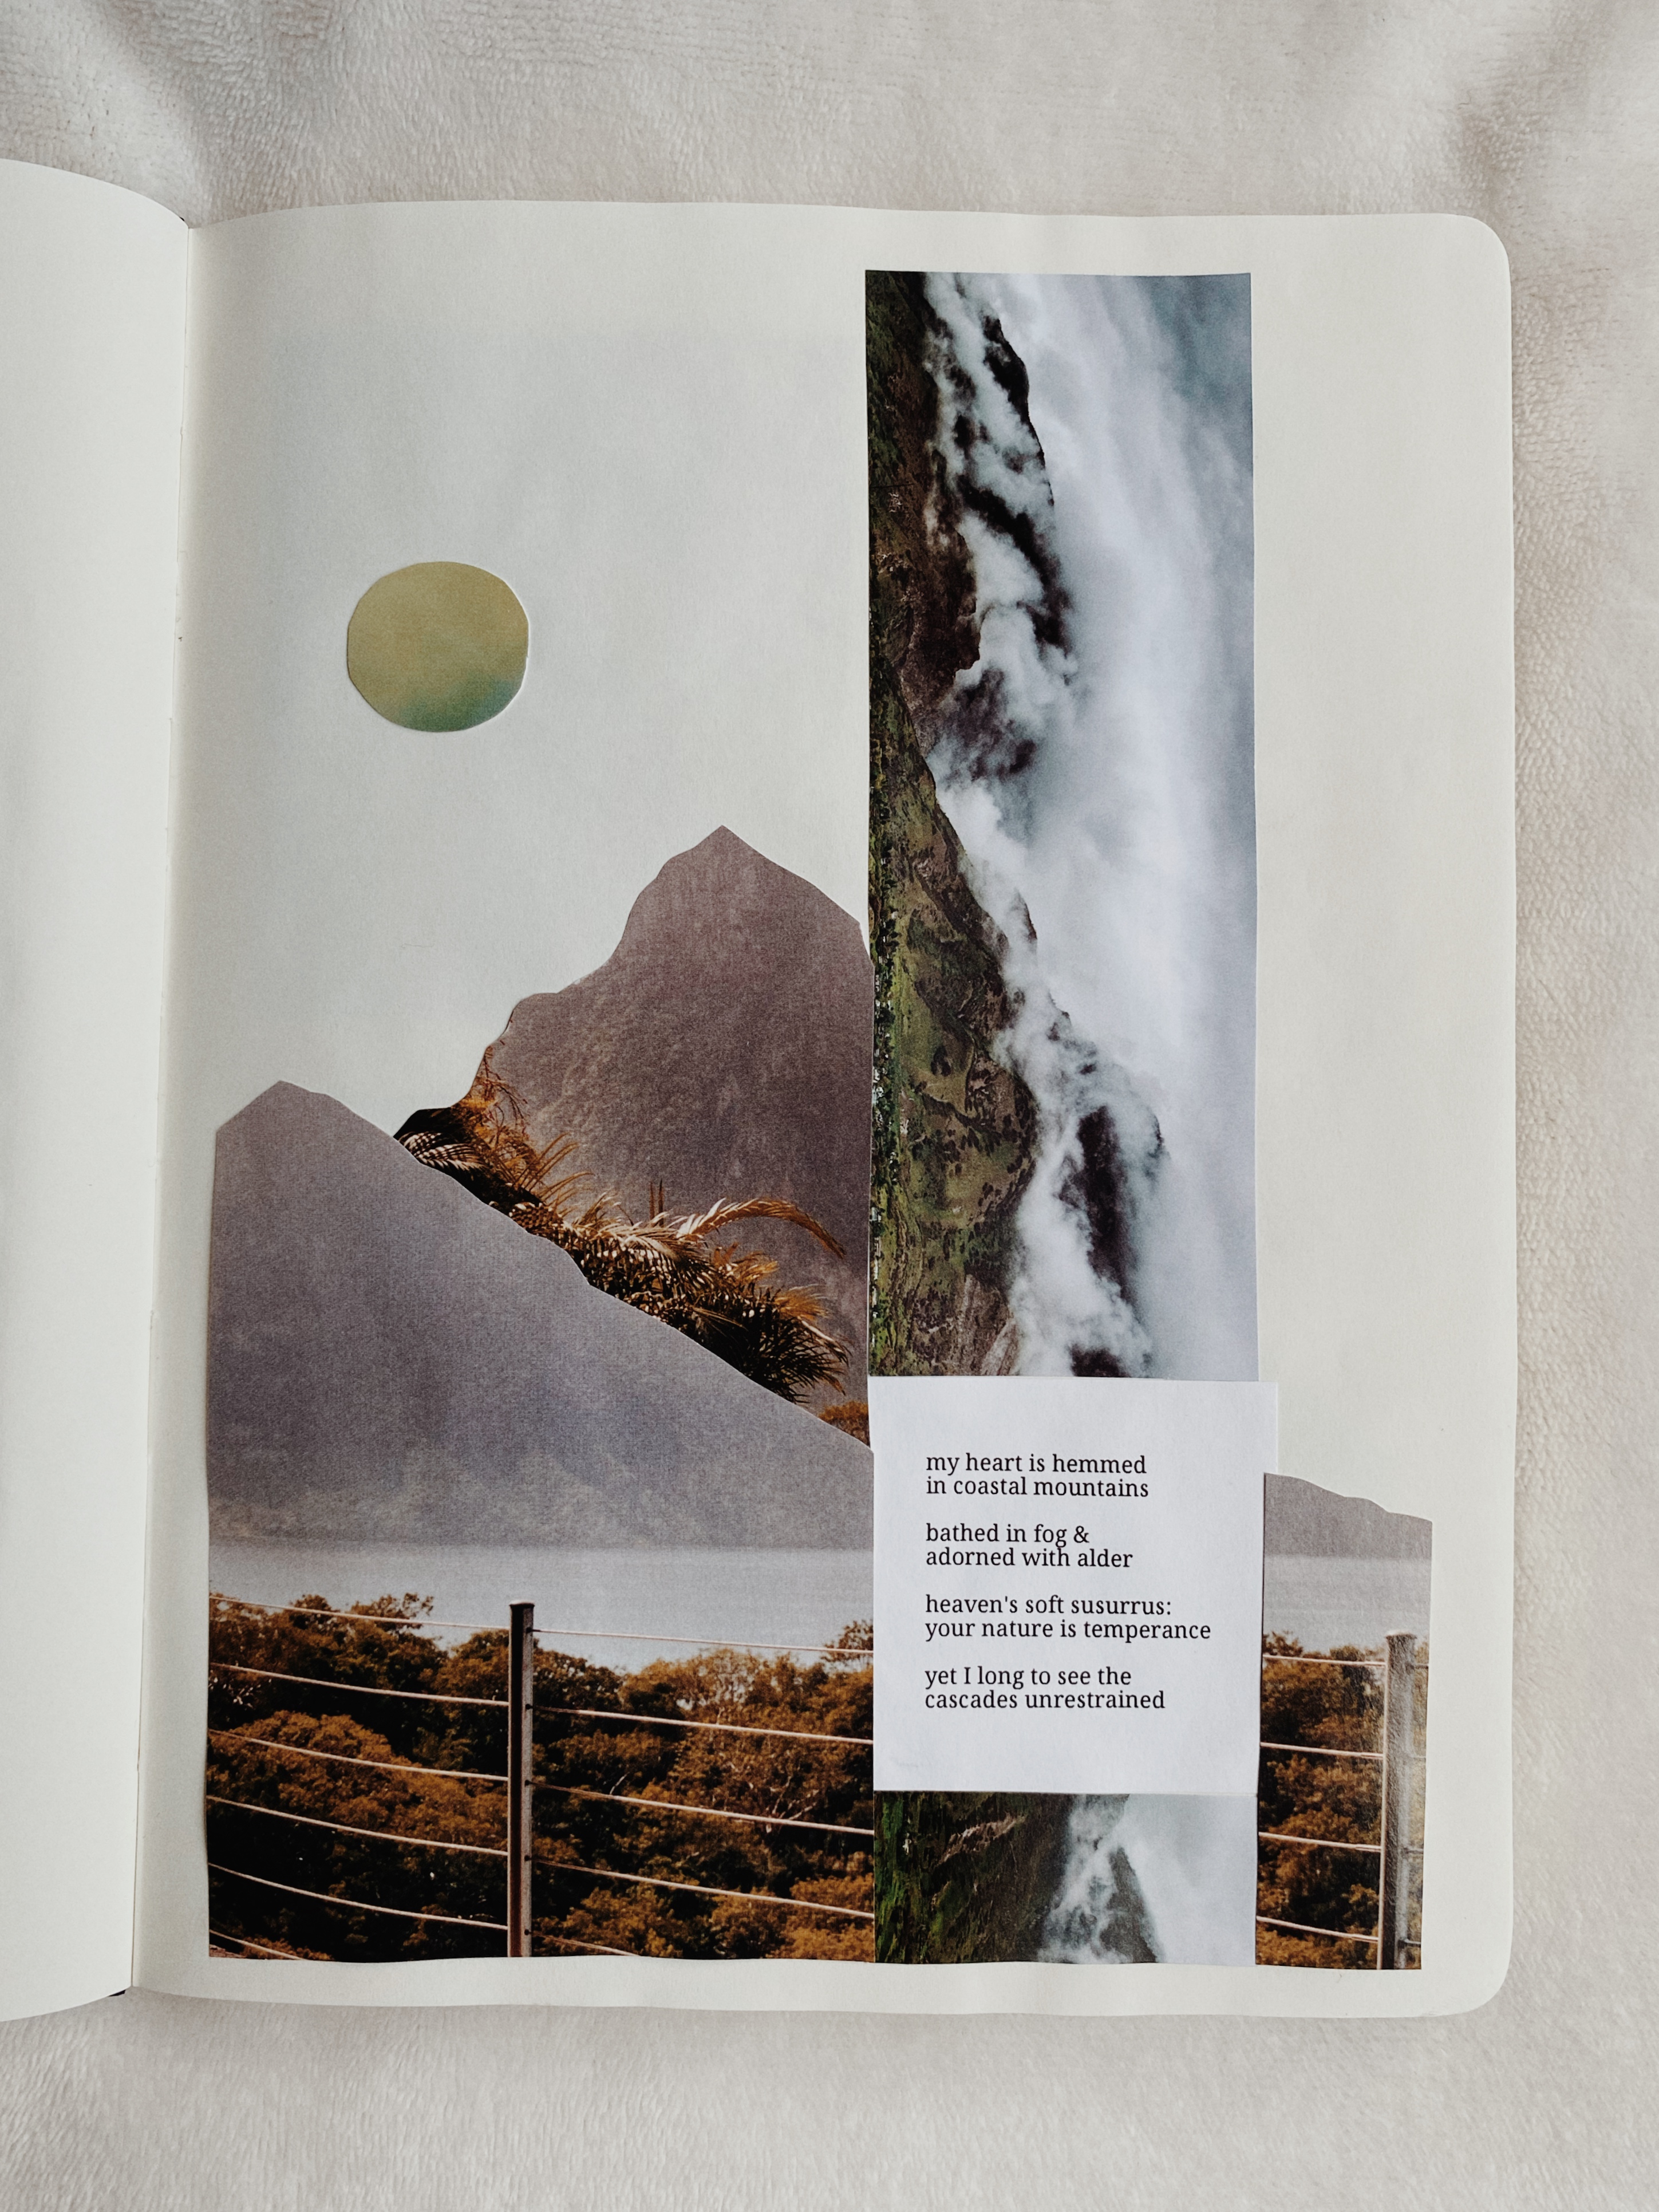 my heart is hemmed
in coastal mountains
bathed in fog &
adorned with alder
heaven's soft susurrus:
your nature is temperance
yet I long to see the
cascades unrestrained